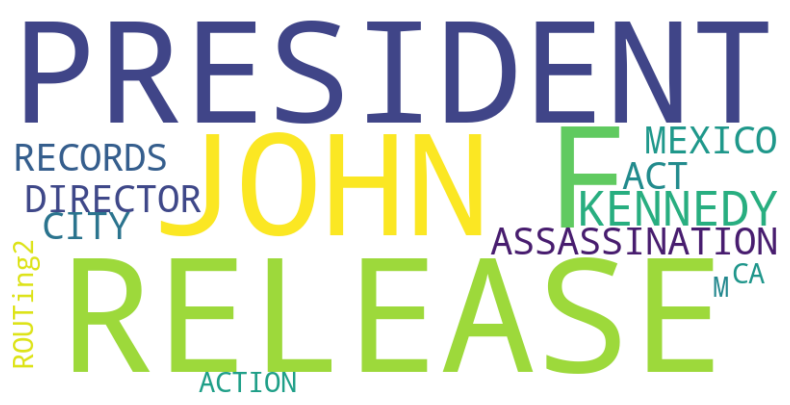 PRESIDENT
JOHN F
MEXICO
RECORDS
ACT
DIRECTOR
KENNEDY
CITY
ASSASSINATION
ROUTing2
RELEASE
CA
M
ACTION